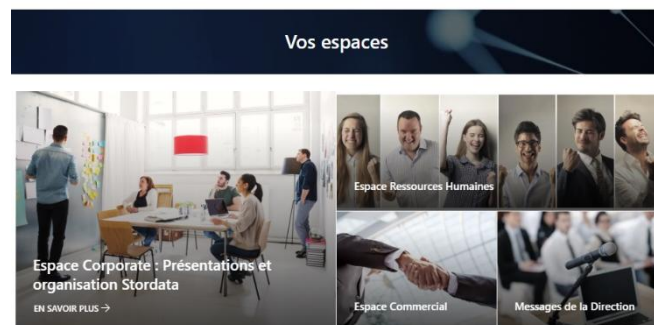 Vos espaces
Espace Ressources Humaines
Espace Corporate : Présentations et
organisation Stordata
EN SAVOIR PLUS →
Espace Commercial
Messages de la Direction